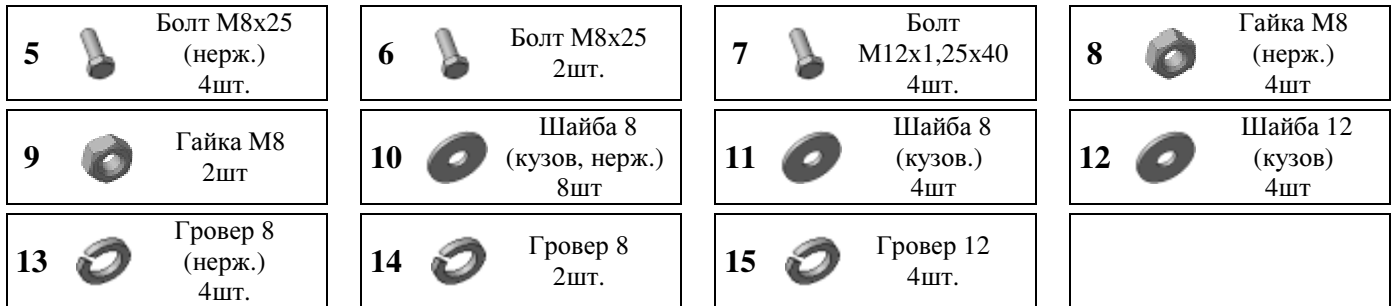 5
Болт М8х25
(нерж.)
4шт.
6
Болт М8х25
2шт.
7
Болт
М12х1,25х40
4шт.
8
Гайка М8
(нерж.)
4шт
9
Гайка М8
2шт
10
Шайба 8
(кузов, нерж.)
8шт
11
Шайба 8
(кузов.)
4шт
12
Шайба 12
(кузов)
4шт
13
Гровер 8
(нерж.)
4шт.
14
Гровер 8
2шт.
15
Гровер 12
4шт.